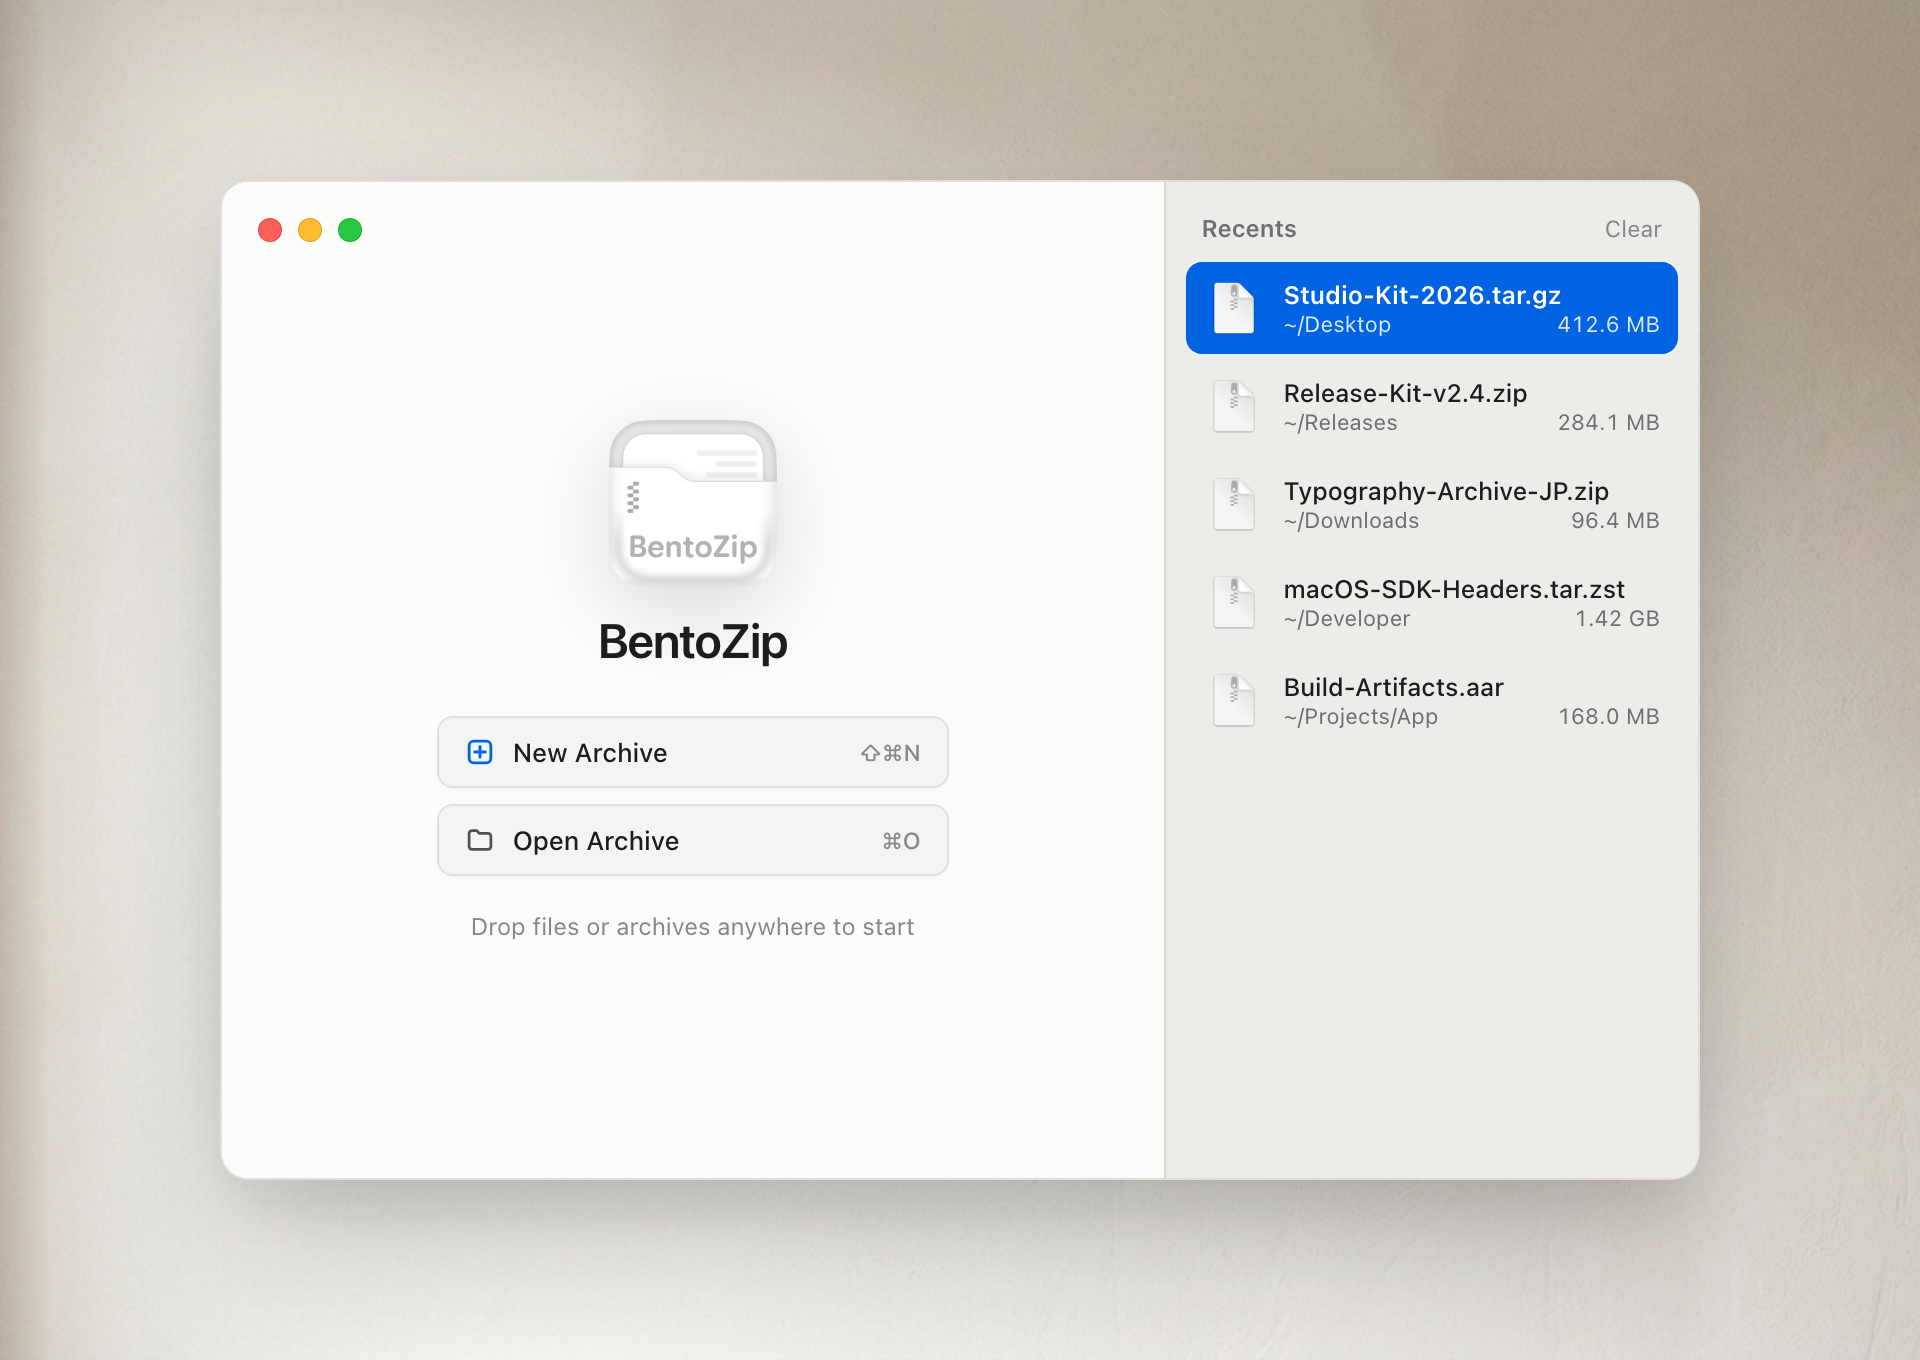 BentoZip
BentoZip
New Archive ⇧⌘N
Open Archive ⌘O
Drop files or archives anywhere to start
Recents Clear
Studio-Kit-2026.tar.gz
~/Desktop 412.6 MB
Release-Kit-v2.4.zip
~/Releases 284.1 MB
Typography-Archive-JP.zip
~/Downloads 96.4 MB
macOS-SDK-Headers.tar.zst
~/Developer 1.42 GB
Build-Artifacts.aar
~/Projects/App 168.0 MB